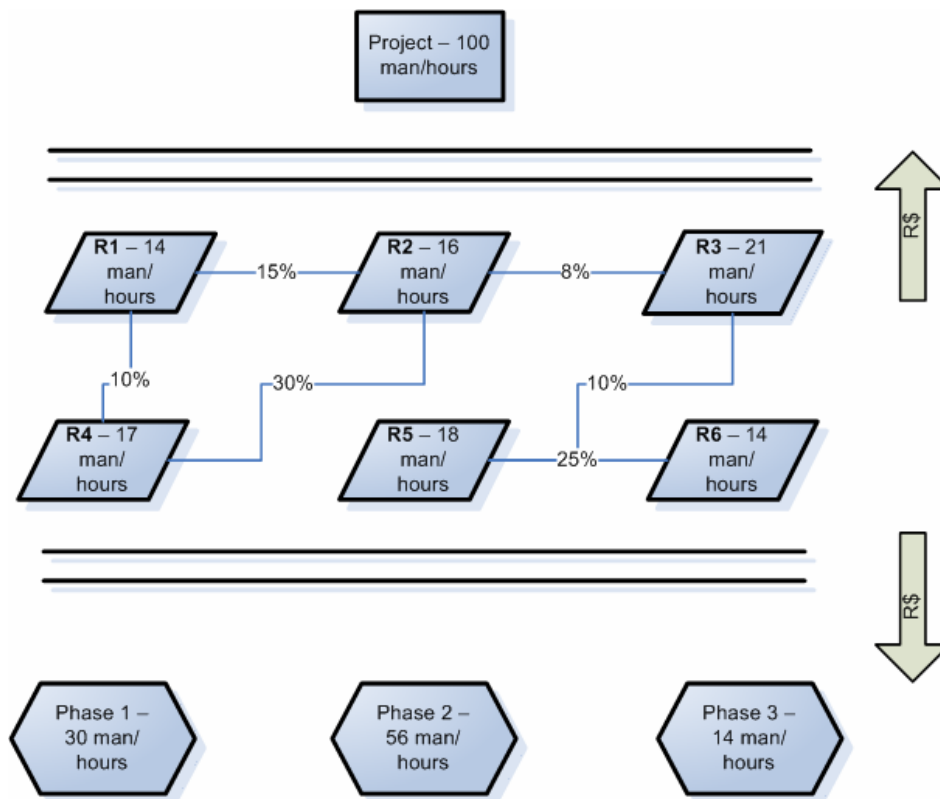 Project – 100
man/hours
R$
R1 – 14
man/
hours
15%
R2 – 16
man/
hours
8%
R3 – 21
man/
hours
10%
30%
10%
R4 – 17
man/
hours
R5 – 18
man/
hours
25%
R6 – 14
man/
hours
R$
Phase 1 –
30 man/
hours
Phase 2 –
56 man/
hours
Phase 3 –
14 man/
hours